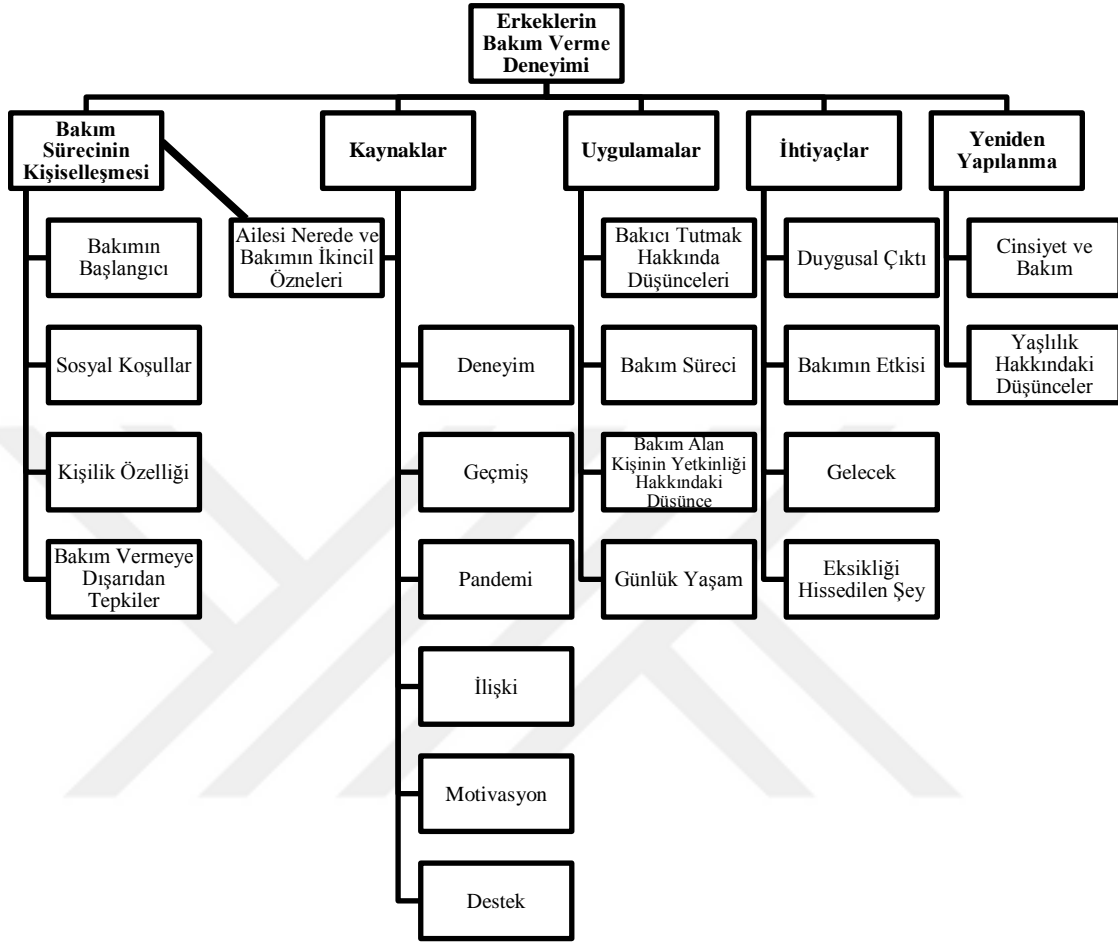 Erkeklerin
Bakım Verme
Deneyimi
Bakım
Sürecinin
Kişiselleşmesi
Kaynaklar
Uygulamalar
İhtiyaçlar
Yeniden
Yapılanma
Bakımın
Başlangıcı
Sosyal Koşullar
Kişilik Özelliği
Bakım Vermeye
Dışarıdan
Tepkiler
Ailesi Nerede ve
Bakımın İkincil
Özneleri
Deneyim
Geçmiş
Pandemi
İlişki
Motivasyon
Destek
Bakıcı Tutmak
Hakkında
Düşünceleri
Bakım Süreci
Bakım Alan
Kişinin Yetkinliği
Hakkındaki
Düşünce
Günlük Yaşam
Duygusal Çıktı
Bakımın Etkisi
Gelecek
Eksikliği
Hissedilen Şey
Cinsiyet ve
Bakım
Yaşlılık
Hakkındaki
Düşünceler